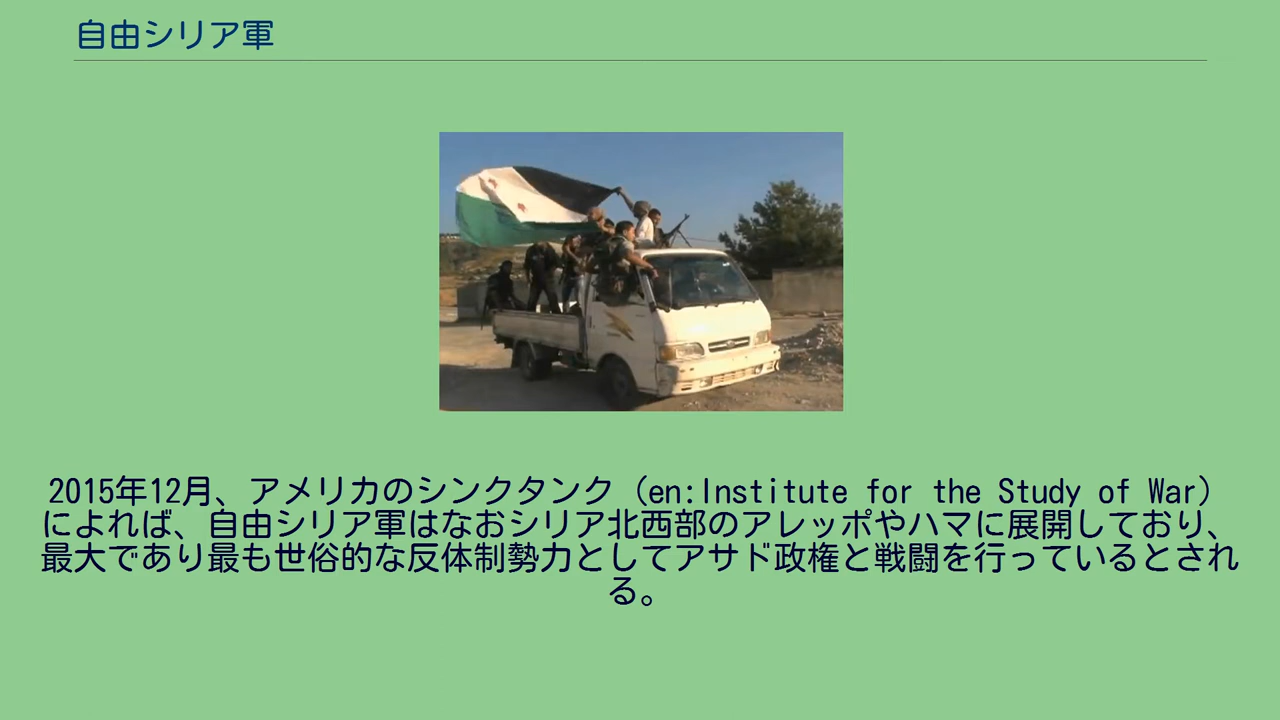 自由シリア軍
2015年12月、アメリカのシンクタンク（en:Institute for the Study of War）
によれば、自由シリア軍はなおシリア北西部のアレッポやハマに展開しており、
最大であり最も世俗的な反体制勢力としてアサド政権と戦闘を行っているとされ
る。